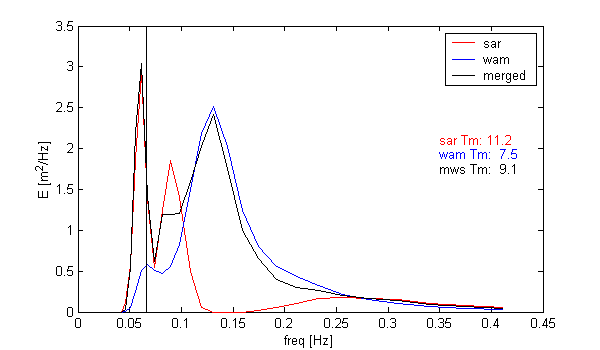 3.5
3
2.5
2
1.5
1
0.5
0
E [m²/Hz]
sar
wam
merged
sar Tm: 11.2
wam Tm: 7.5
mws Tm: 9.1
0 0.05 0.1 0.15 0.2 0.25 0.3 0.35 0.4 0.45
freq [Hz]